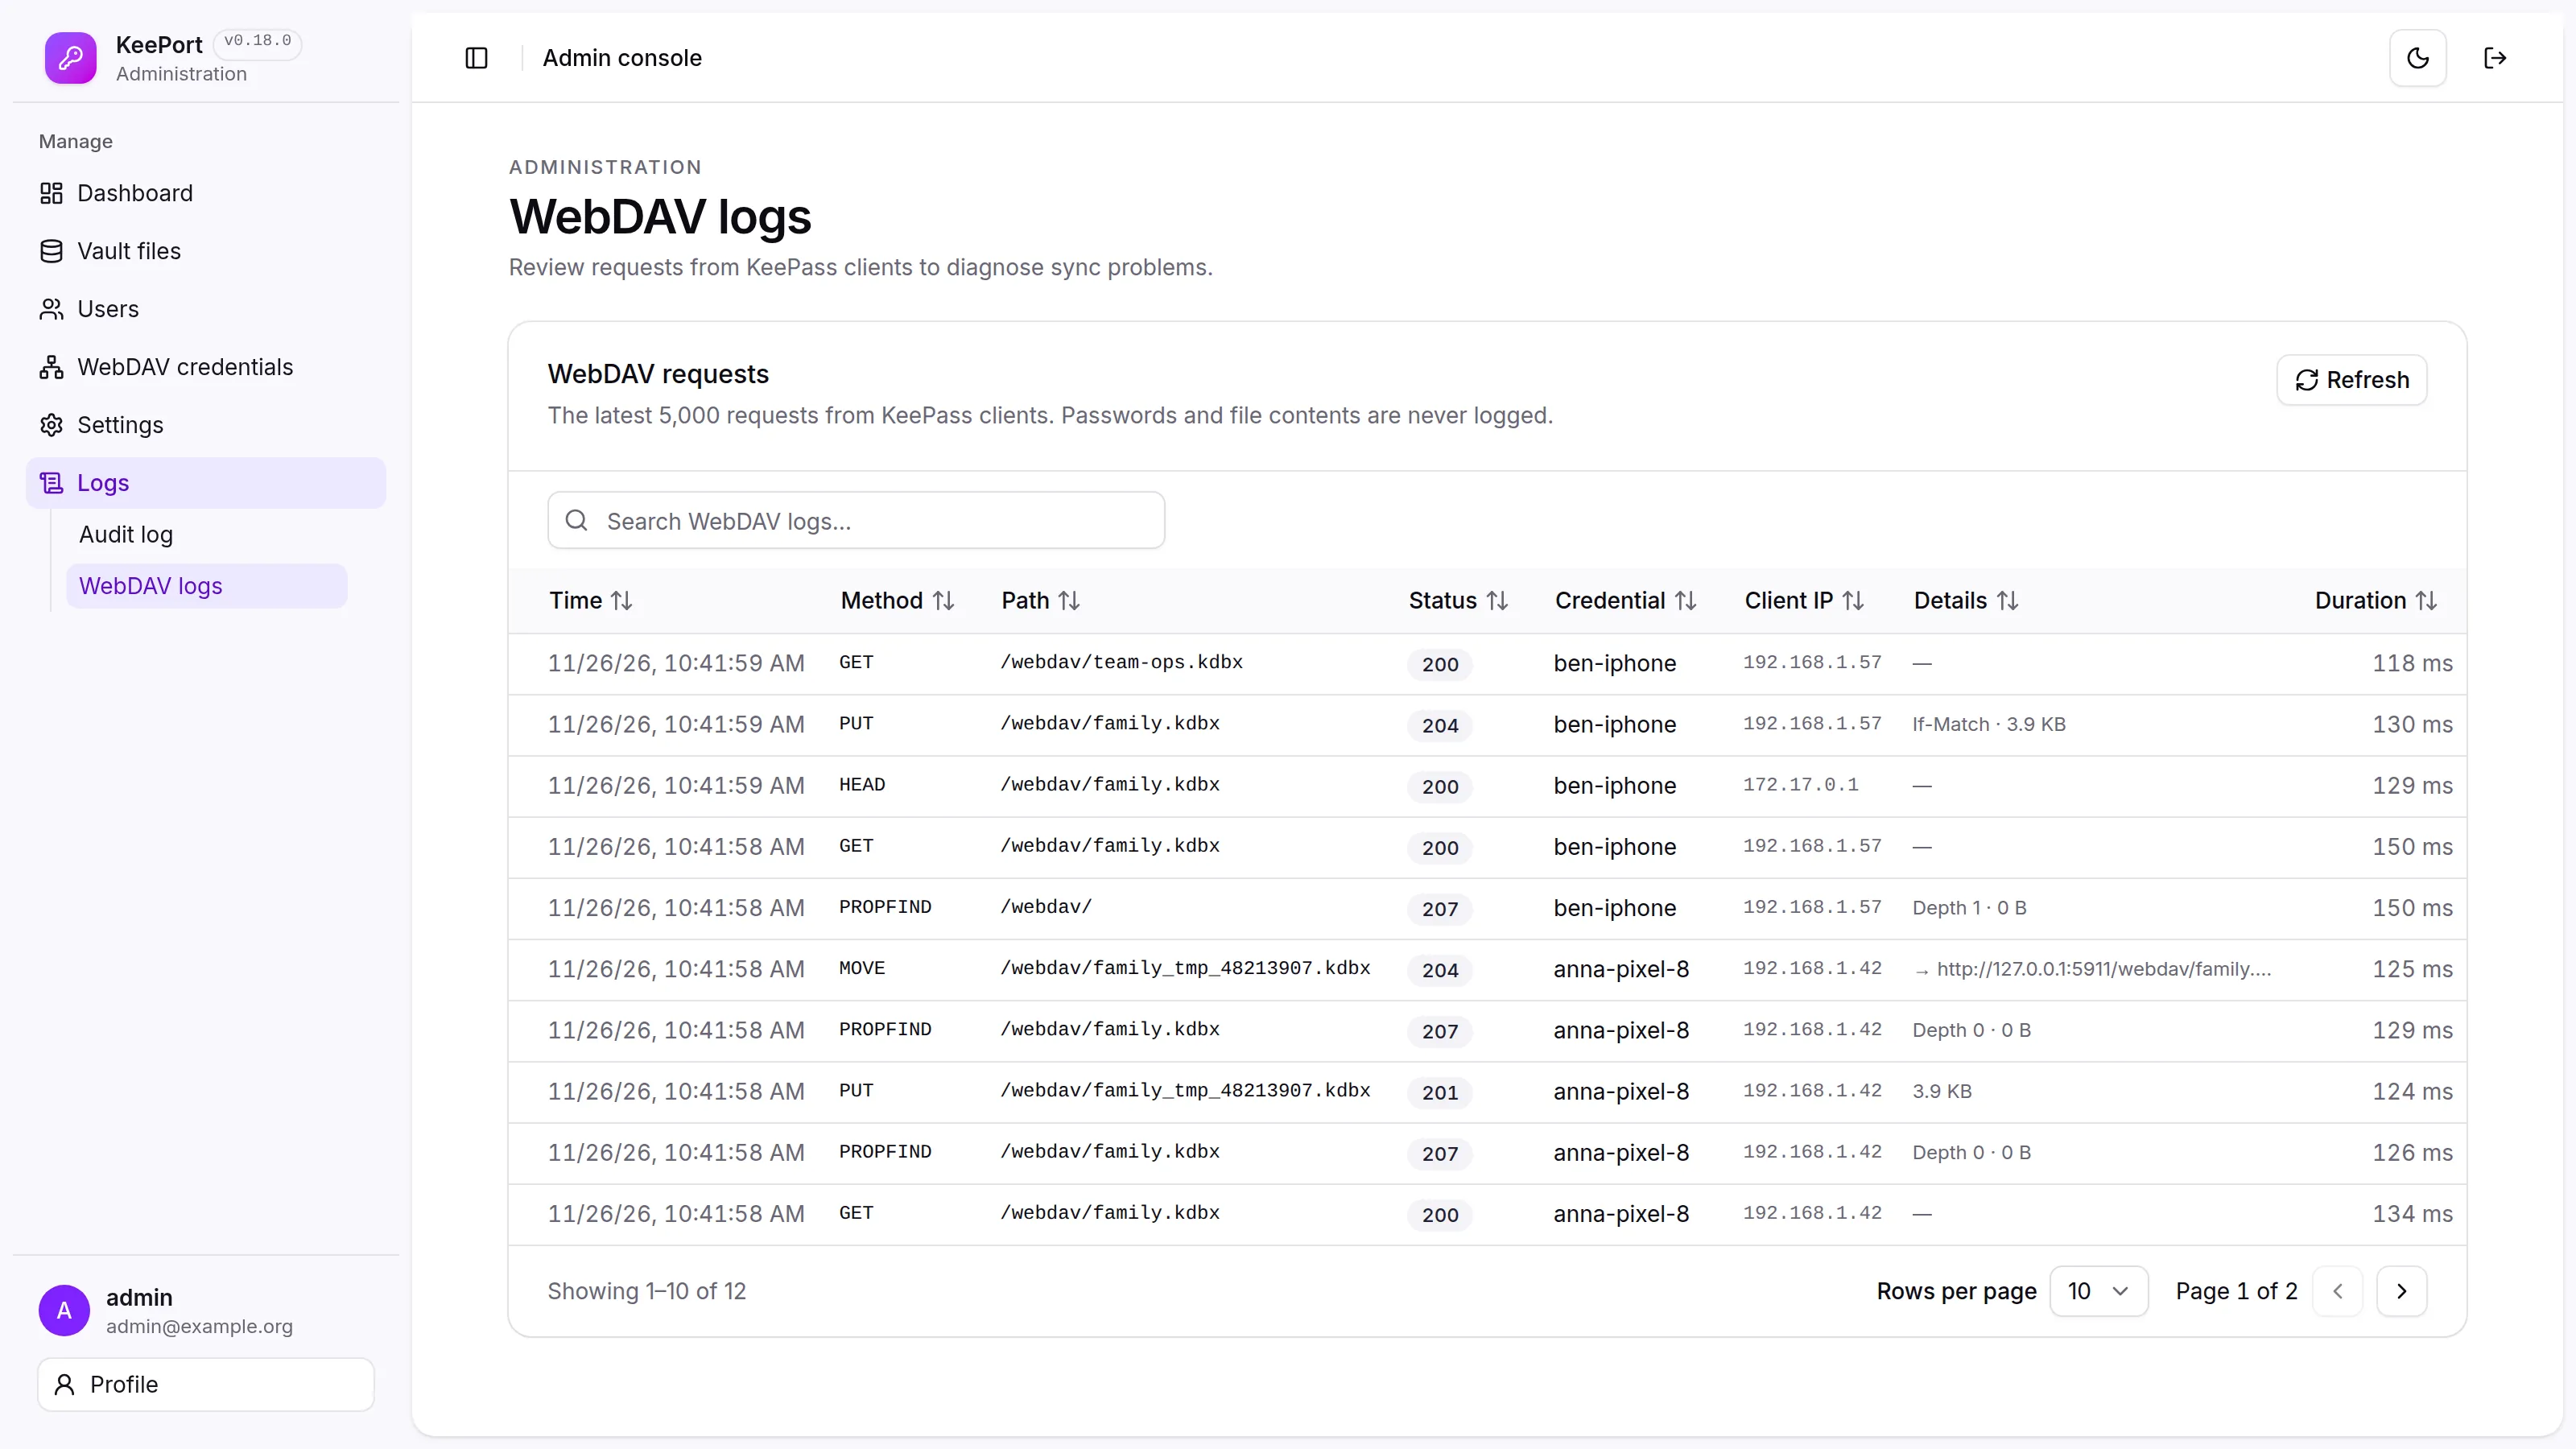 KeePort v0.18.0
Administration
Manage
Dashboard
Vault files
Users
WebDAV credentials
Settings
Logs
Audit log
WebDAV logs
A
admin
admin@example.org
Profile
Admin console
ADMINISTRATION
WebDAV logs
Review requests from KeePass clients to diagnose sync problems.
WebDAV requests
The latest 5,000 requests from KeePass clients. Passwords and file contents are never logged.
Refresh
Search WebDAV logs...
Time Method Path Status Credential Client IP Details Duration
11/26/26, 10:41:59 AM GET /webdav/team-ops.kdbx 200 ben-iphone 192.168.1.57 — 118 ms
11/26/26, 10:41:59 AM PUT /webdav/family.kdbx 204 ben-iphone 192.168.1.57 If-Match · 3.9 KB 130 ms
11/26/26, 10:41:59 AM HEAD /webdav/family.kdbx 200 ben-iphone 172.17.0.1 — 129 ms
11/26/26, 10:41:58 AM GET /webdav/family.kdbx 200 ben-iphone 192.168.1.57 — 150 ms
11/26/26, 10:41:58 AM PROPFIND /webdav/ 207 ben-iphone 192.168.1.57 Depth 1 · 0 B 150 ms
11/26/26, 10:41:58 AM MOVE /webdav/family_tmp_48213907.kdbx 204 anna-pixel-8 192.168.1.42 → http://127.0.0.1:5911/webdav/family.... 125 ms
11/26/26, 10:41:58 AM PROPFIND /webdav/family.kdbx 207 anna-pixel-8 192.168.1.42 Depth 0 · 0 B 129 ms
11/26/26, 10:41:58 AM PUT /webdav/family_tmp_48213907.kdbx 201 anna-pixel-8 192.168.1.42 3.9 KB 124 ms
11/26/26, 10:41:58 AM PROPFIND /webdav/family.kdbx 207 anna-pixel-8 192.168.1.42 Depth 0 · 0 B 126 ms
11/26/26, 10:41:58 AM GET /webdav/family.kdbx 200 anna-pixel-8 192.168.1.42 — 134 ms
Showing 1–10 of 12 Rows per page 10 Page 1 of 2